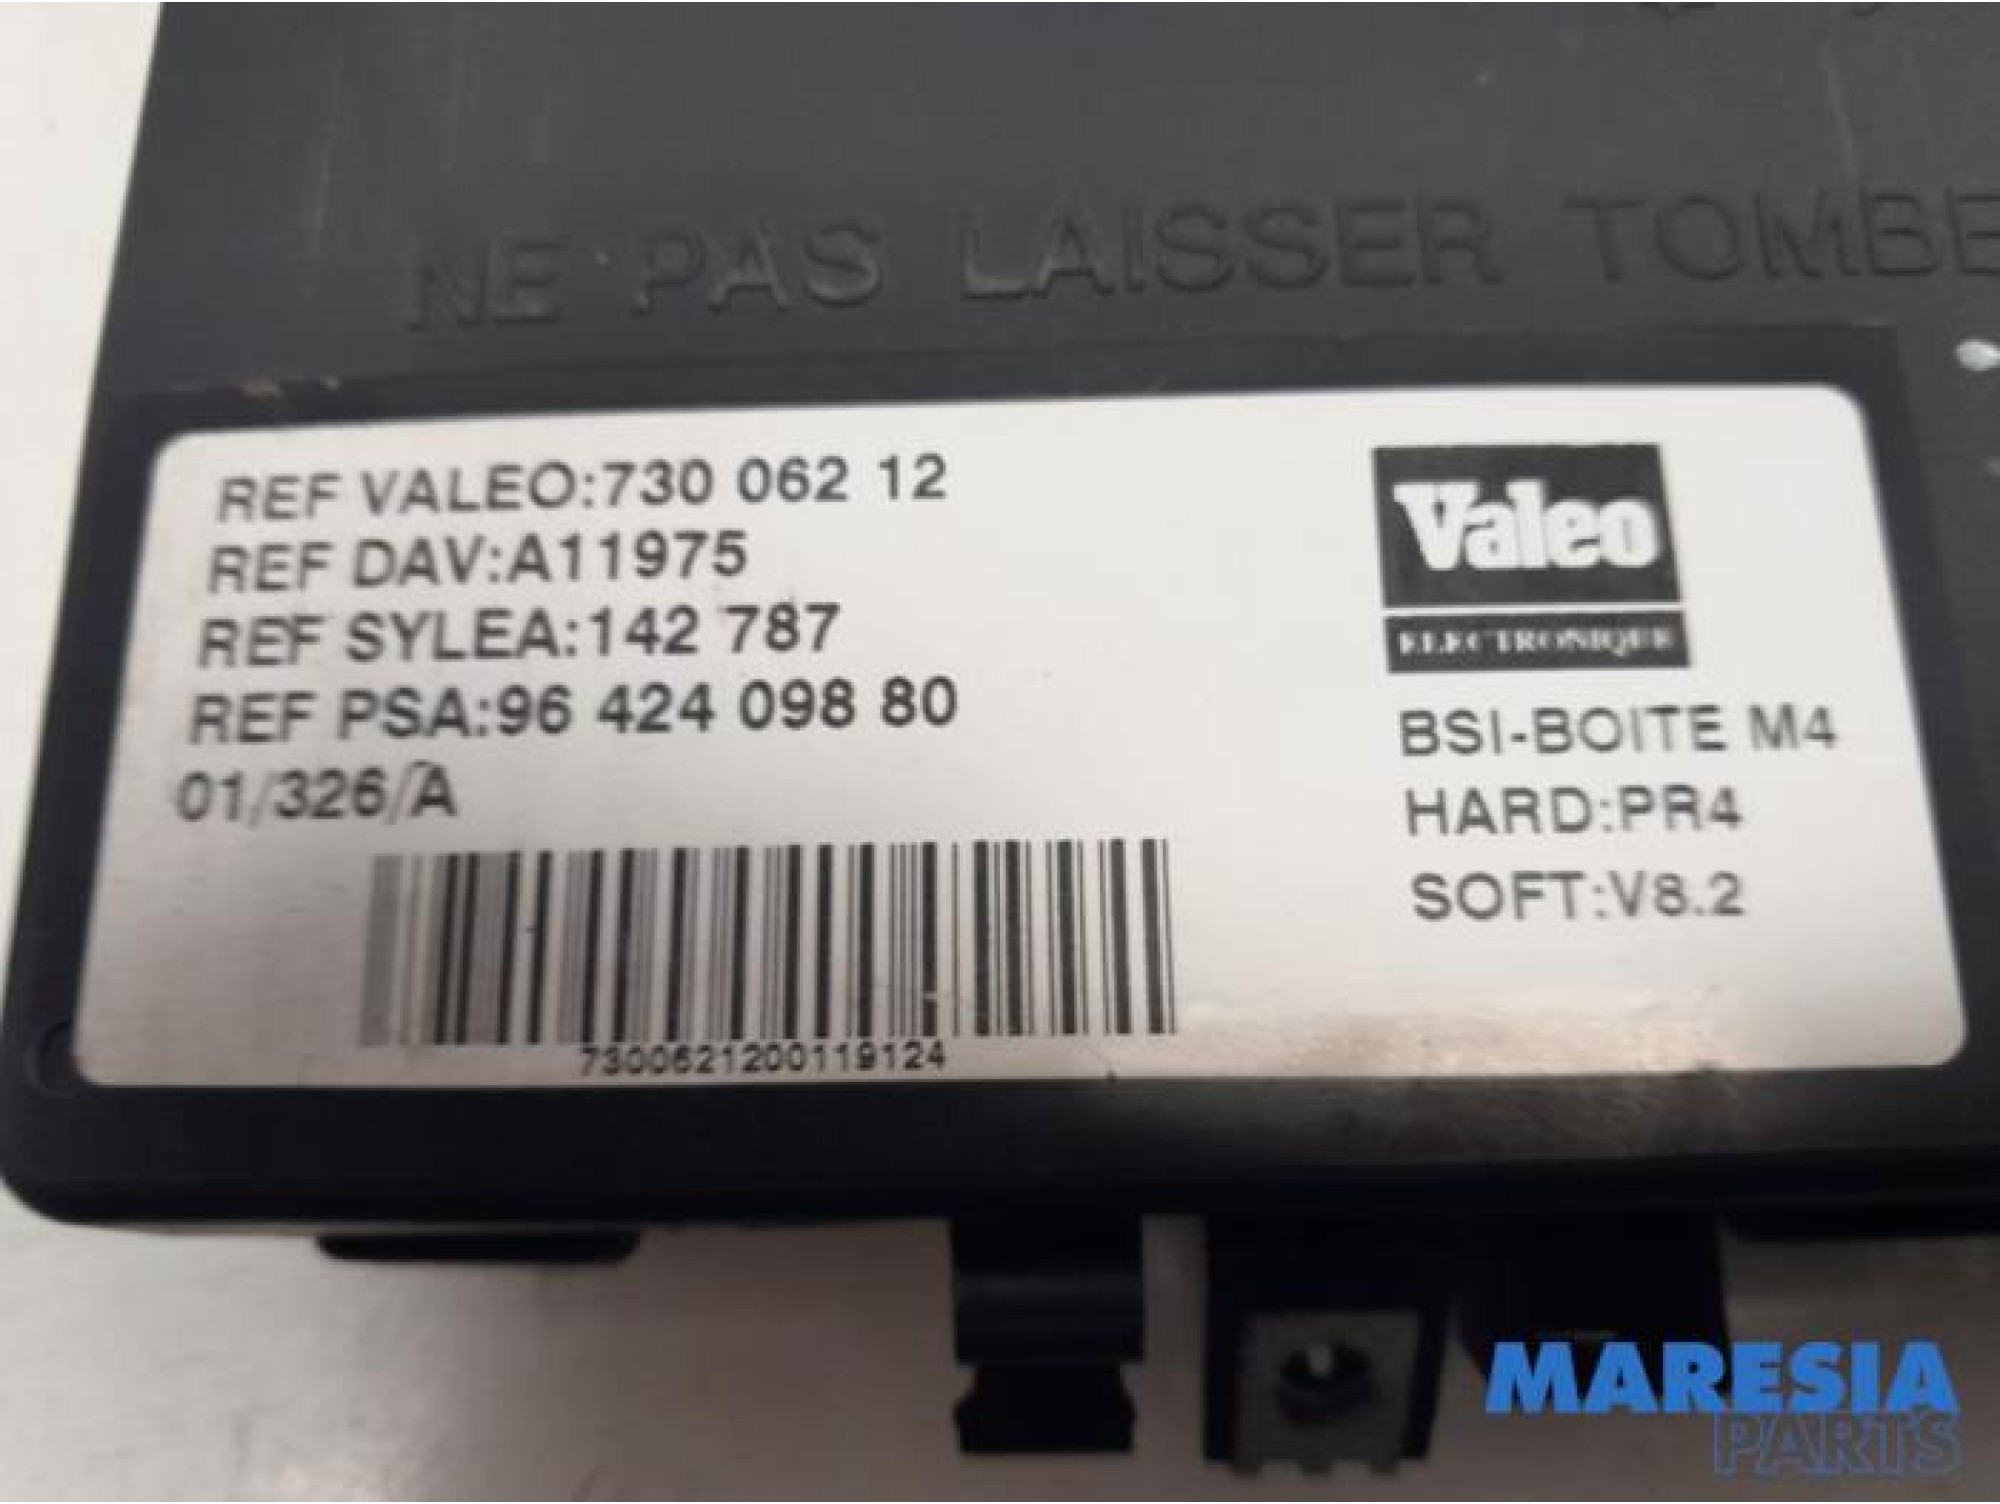 NE PAS LAISSER TOMBE
REF VALEO:730 062 12
REF DAV:A11975
REF SYLEA:142 787
REF PSA:96 424 098 80
01/326/A
7300621200119124
Valeo
ELECTRONIQUE
BSI-BOITE M4
HARD:PR4
SOFT:V8.2
MARESIA
PARTS